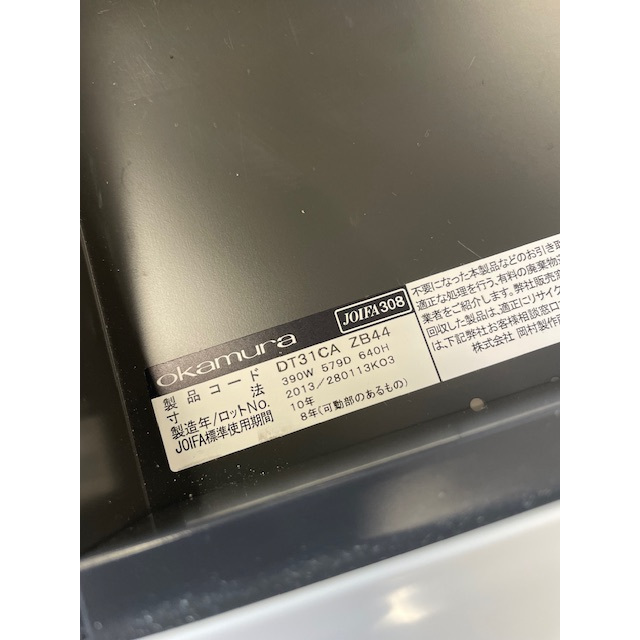 okamura JOIFA308
製品コード DT31CA ZB44
寸法 390W 579D 640H
製造年/ロットNo. 2013/280113K03
JOIFA標準使用期間 10年
8年(可動部のあるもの)
不要になった本製品などのお引き取
適正な処理を行う、有料の廃棄物
業者をご紹介します。弊社販売
回収した製品は、適正にリサイク
は、下記弊社お客様相談窓口
株式会社 岡村製作所